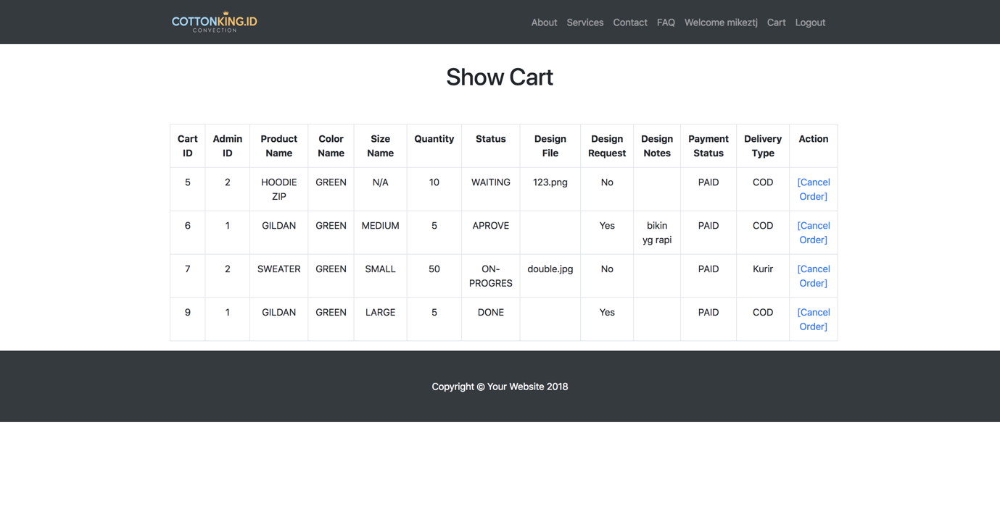 COTTONKING.ID
CONVECTION
About Services Contact FAQ Welcome mikeztj Cart Logout
Show Cart
Cart ID Admin ID Product Name Color Name Size Name Quantity Status Design File Design Request Design Notes Payment Status Delivery Type Action
5 2 HOODIE ZIP GREEN N/A 10 WAITING 123.png No PAID COD [Cancel Order]
6 1 GILDAN GREEN MEDIUM 5 APROVE Yes bikin yg rapi PAID COD [Cancel Order]
7 2 SWEATER GREEN SMALL 50 ON-PROGRES double.jpg No PAID Kurir [Cancel Order]
9 1 GILDAN GREEN LARGE 5 DONE Yes PAID COD [Cancel Order]
Copyright © Your Website 2018